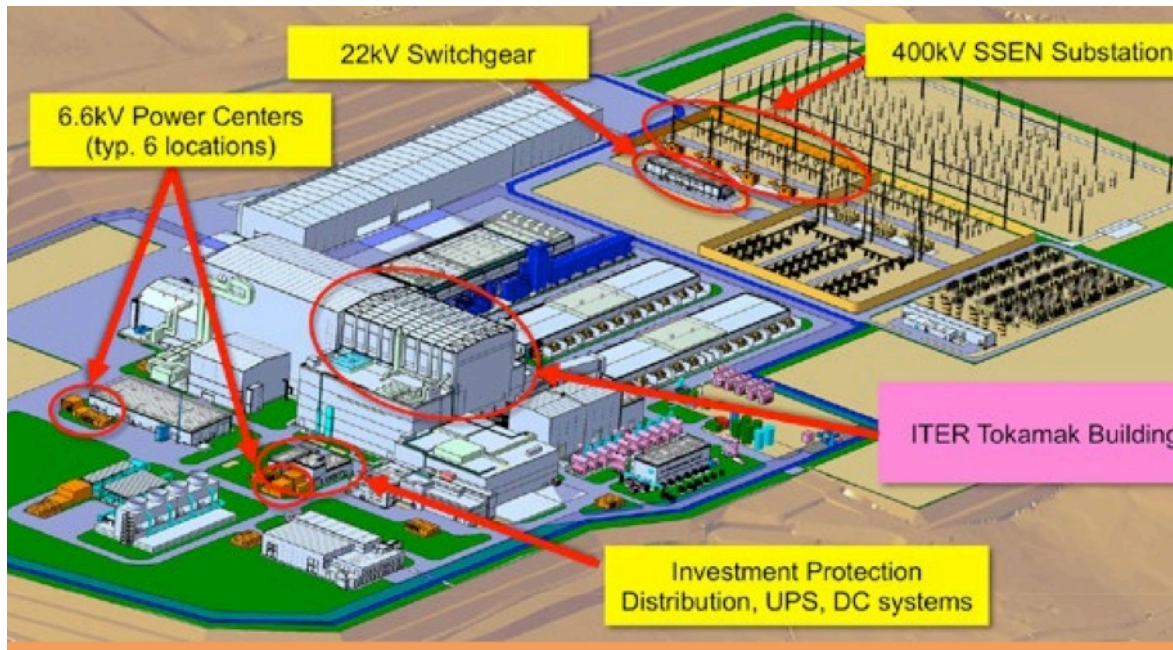 22kV Switchgear
400kV SSEN Substation
6.6kV Power Centers
(typ. 6 locations)
ITER Tokamak Building
Investment Protection
Distribution, UPS, DC systems